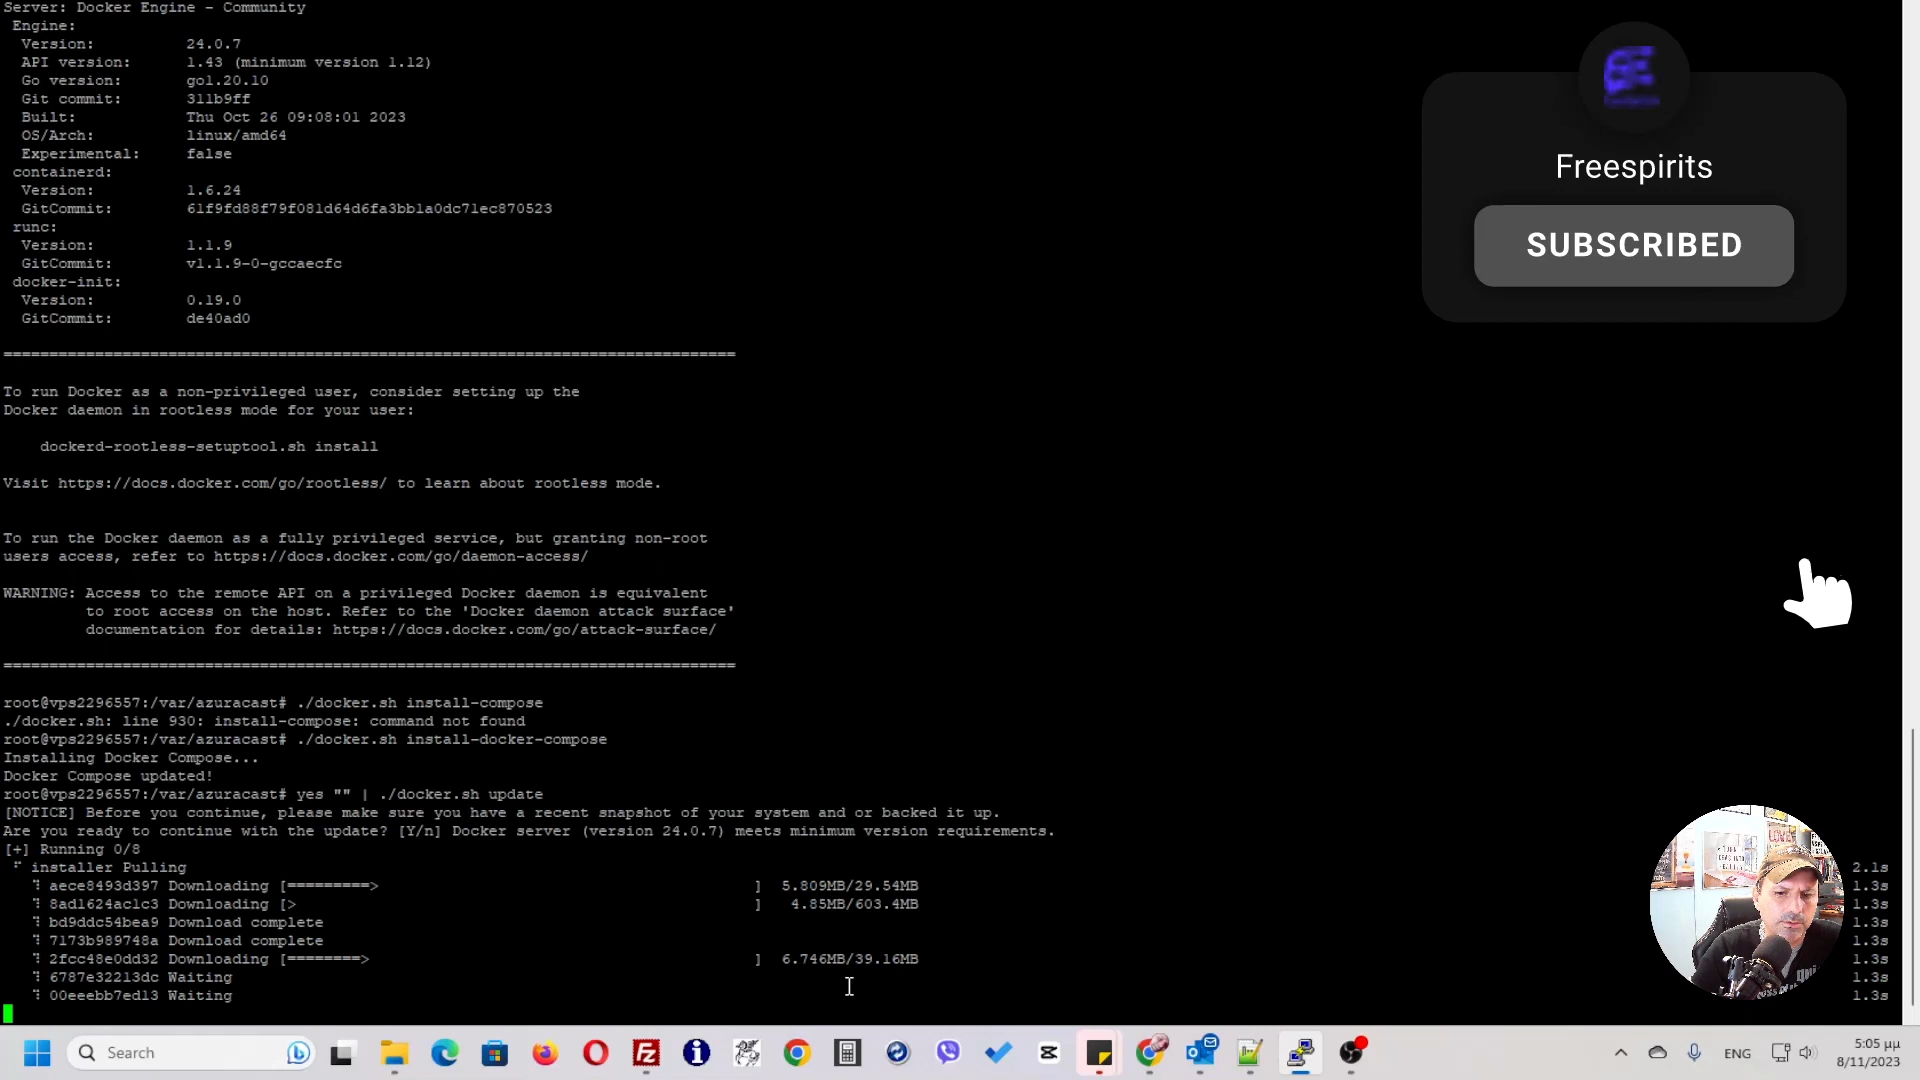 Server: Docker Engine - Community
Engine:
Version: 24.0.7
API version: 1.43 (minimum version 1.12)
Go version: go1.20.10
Git commit: 311b9ff
Built: Thu Oct 26 09:08:01 2023
OS/Arch: linux/amd64
Experimental: false
containerd:
Version: 1.6.24
GitCommit: 61f9fd88f79f081d64d6fa3bb1a0dc71ec870523
runc:
Version: 1.1.9
GitCommit: v1.1.9-0-gccaecfc
docker-init:
Version: 0.19.0
GitCommit: de40ad0
================================================================================
To run Docker as a non-privileged user, consider setting up the
Docker daemon in rootless mode for your user:
dockerd-rootless-setuptool.sh install
Visit https://docs.docker.com/go/rootless/ to learn about rootless mode.
To run the Docker daemon as a fully privileged service, but granting non-root
users access, refer to https://docs.docker.com/go/daemon-access/
WARNING: Access to the remote API on a privileged Docker daemon is equivalent
to root access on the host. Refer to the 'Docker daemon attack surface'
documentation for details: https://docs.docker.com/go/attack-surface/
================================================================================
root@vps2296557:/var/azuracast# ./docker.sh install-compose
./docker.sh: line 930: install-compose: command not found
root@vps2296557:/var/azuracast# ./docker.sh install-docker-compose
Installing Docker Compose...
Docker Compose updated!
root@vps2296557:/var/azuracast# yes "" | ./docker.sh update
[NOTICE] Before you continue, please make sure you have a recent snapshot of your system and or backed it up.
Are you ready to continue with the update? [Y/n] Docker server (version 24.0.7) meets minimum version requirements.
[+] Running 0/8
installer Pulling 2.1s
aece8493d397 Downloading [=========> ] 5.809MB/29.54MB 1.3s
8ad1624ac1c3 Downloading [> ] 4.85MB/603.4MB 1.3s
bd9ddc54bea9 Download complete 1.3s
7173b989748a Download complete 1.3s
2fcc48e0dd32 Downloading [========> ] 6.746MB/39.16MB 1.3s
6787e32213dc Waiting 1.3s
00eeebb7ed13 Waiting 1.3s
Freespirits
SUBSCRIBED
Search
ENG
5:05 μμ
8/11/2023